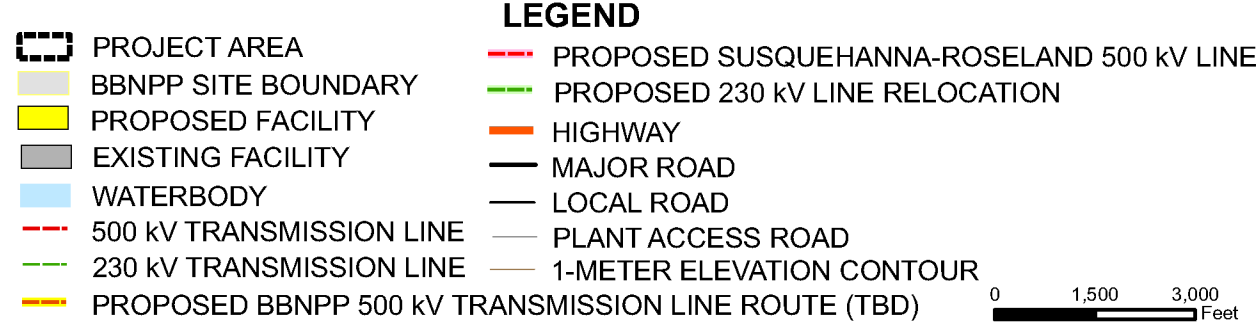 LEGEND
PROJECT AREA
BBNPP SITE BOUNDARY
PROPOSED FACILITY
EXISTING FACILITY
WATERBODY
500 kV TRANSMISSION LINE
230 kV TRANSMISSION LINE
PROPOSED BBNPP 500 kV TRANSMISSION LINE ROUTE (TBD)
PROPOSED SUSQUEHANNA-ROSELAND 500 kV LINE
PROPOSED 230 kV LINE RELOCATION
HIGHWAY
MAJOR ROAD
LOCAL ROAD
PLANT ACCESS ROAD
1-METER ELEVATION CONTOUR
0 1,500 3,000
Feet